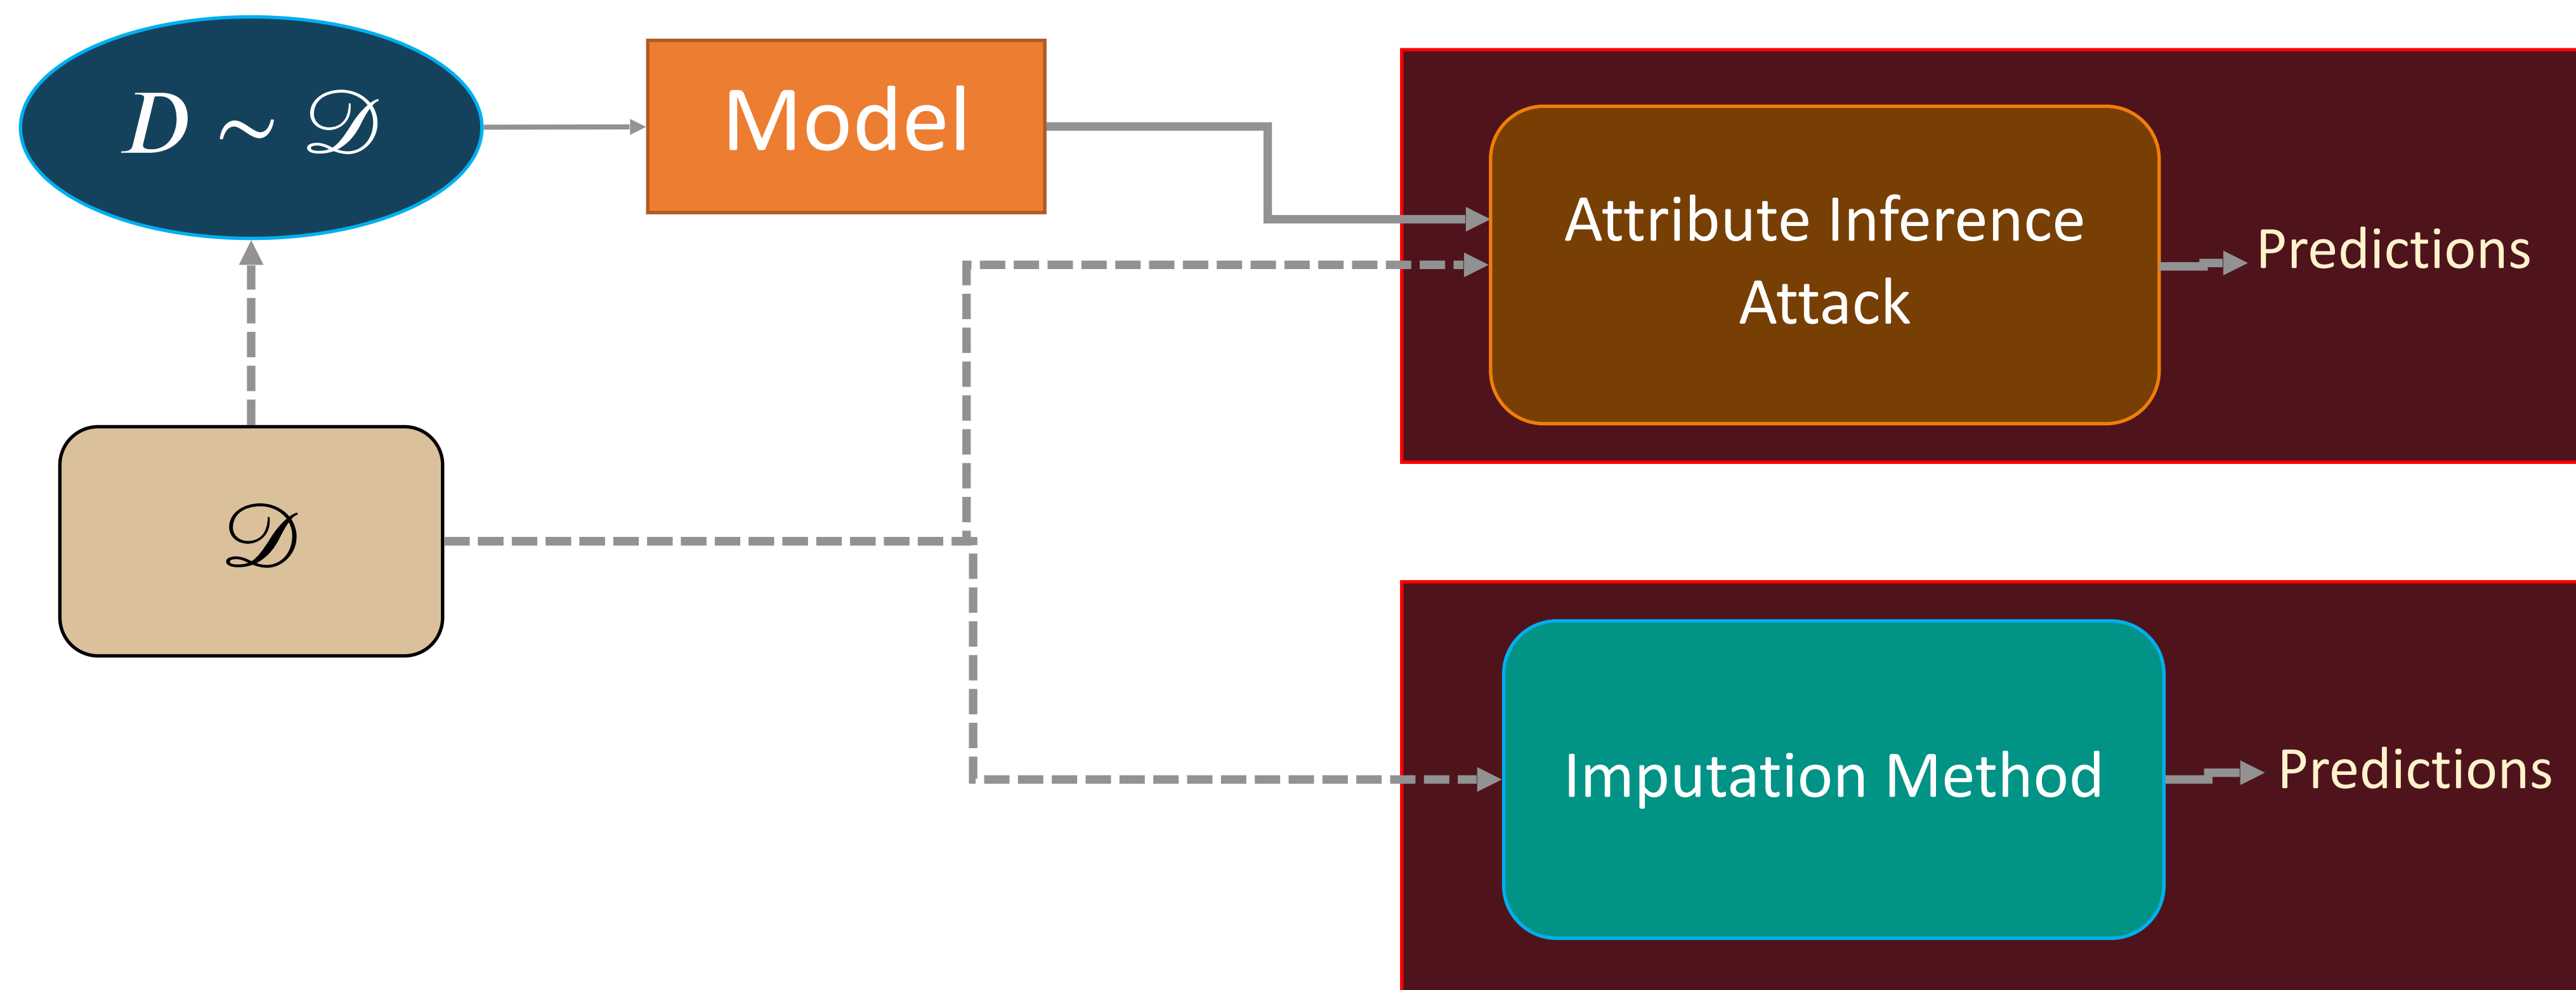 D ~ 𝒟
Model
Attribute Inference
Attack
Predictions
𝒟
Imputation Method
Predictions